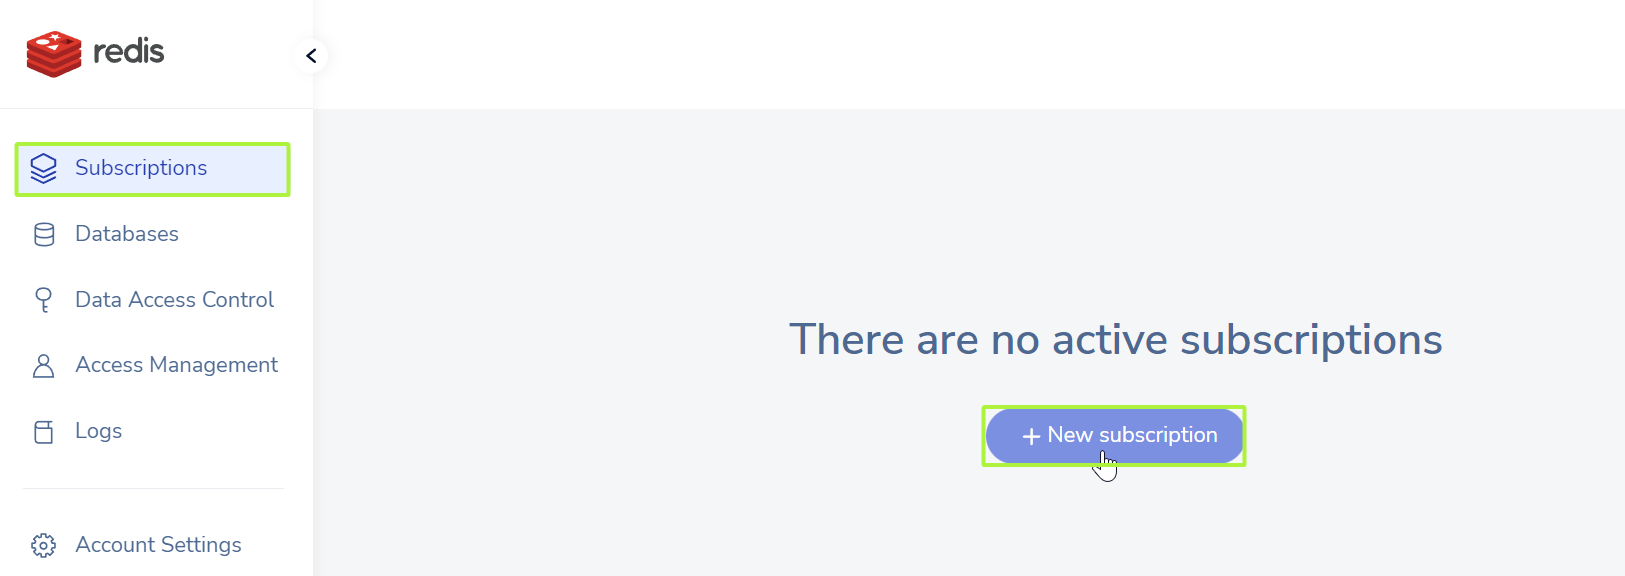 redis
Subscriptions
Databases
Data Access Control
Access Management
Logs
Account Settings
There are no active subscriptions
+ New subscription